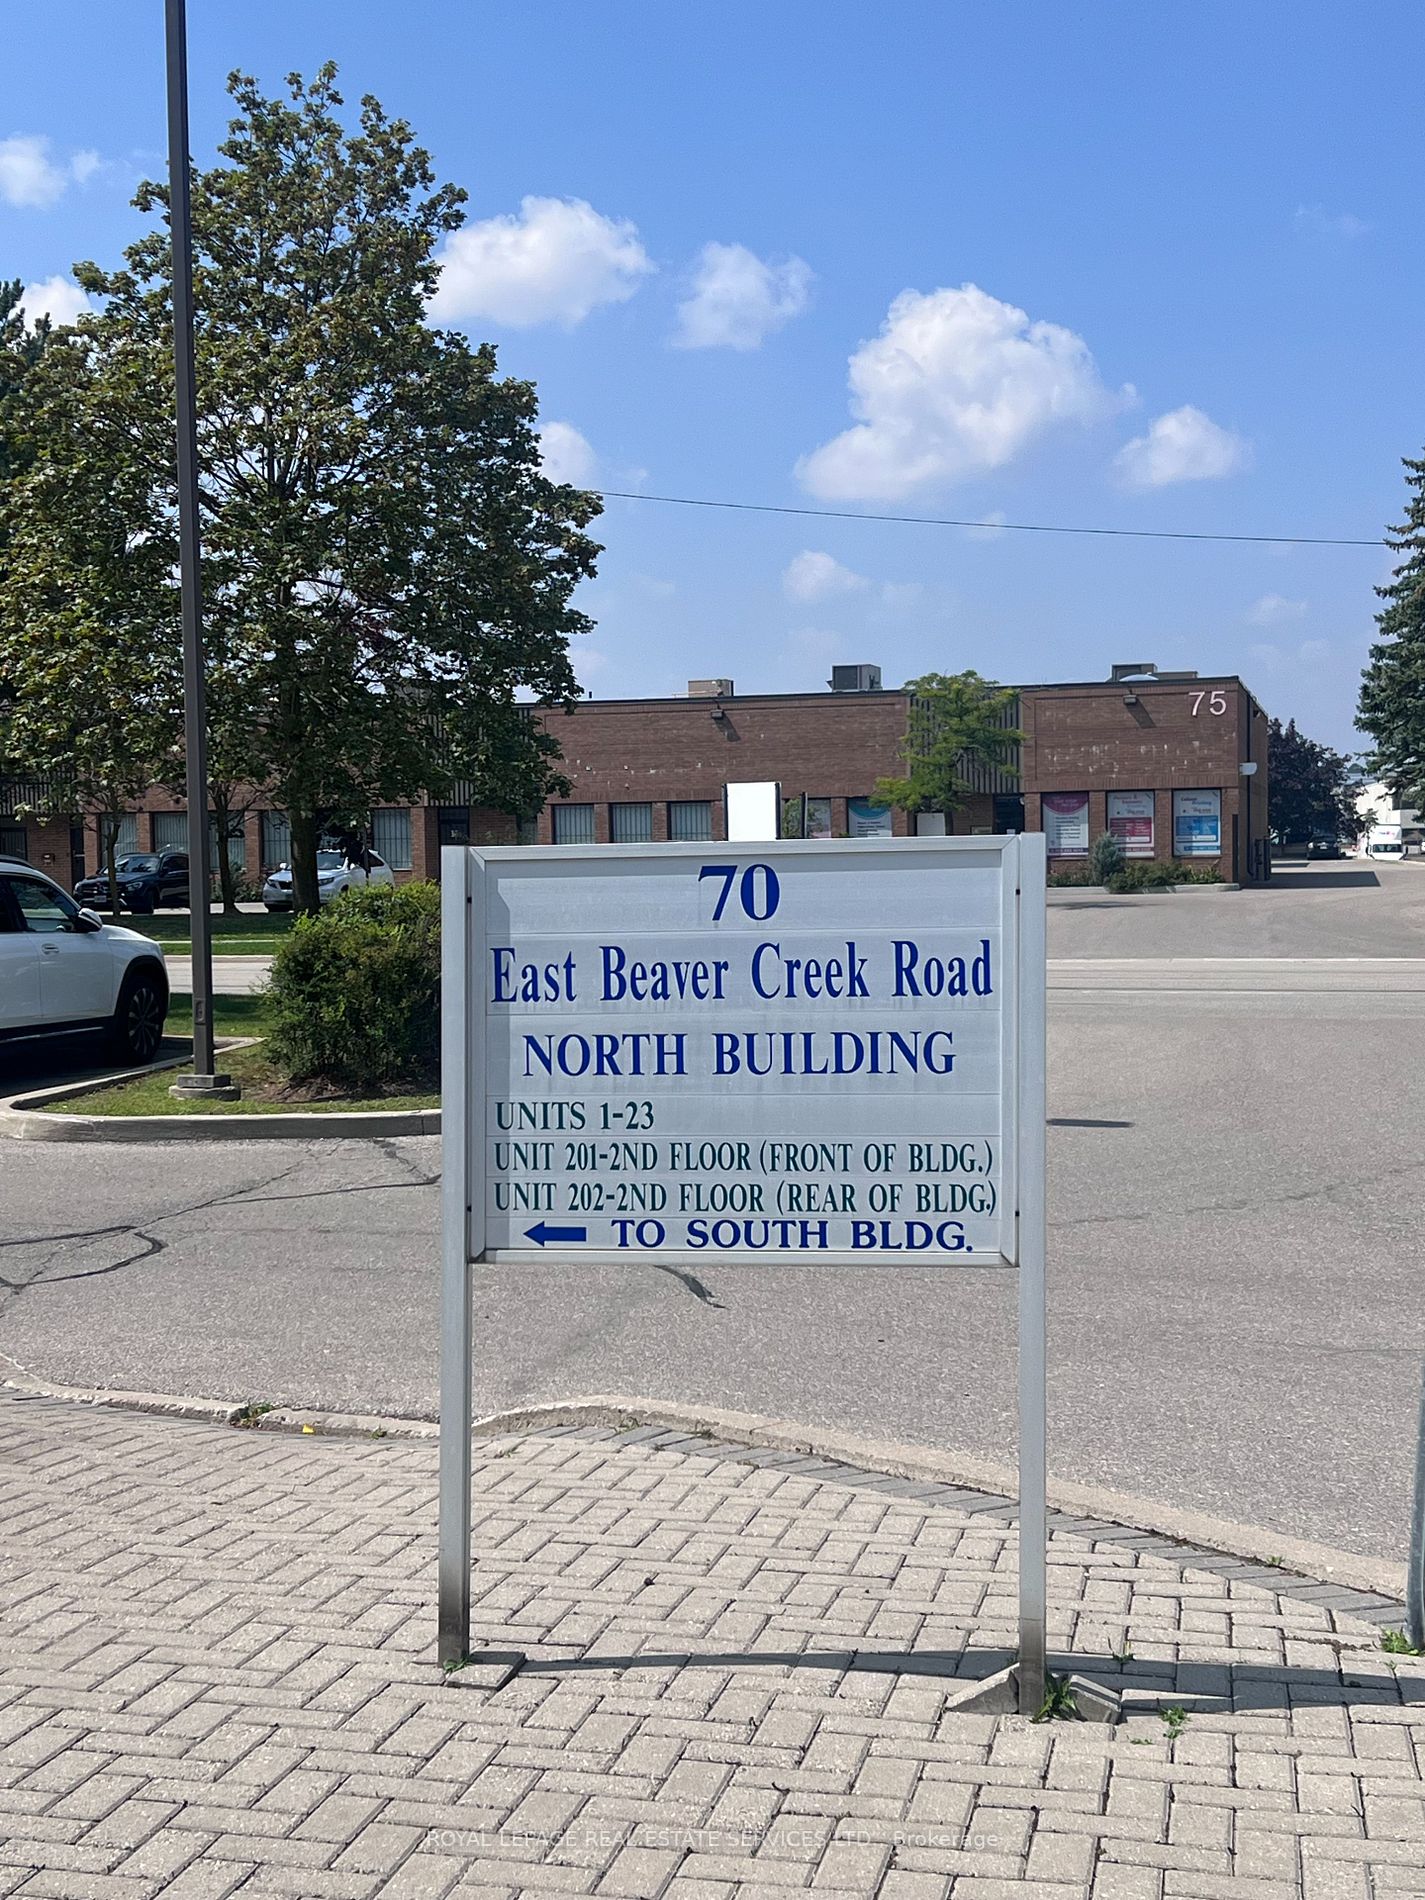 75
70
East Beaver Creek Road
NORTH BUILDING
UNITS 1-23
UNIT 201-2ND FLOOR (FRONT OF BLDG.)
UNIT 202-2ND FLOOR (REAR OF BLDG.)
TO SOUTH BLDG.
ROYAL LEPAGE REAL ESTATE SERVICES LTD., Brokerage